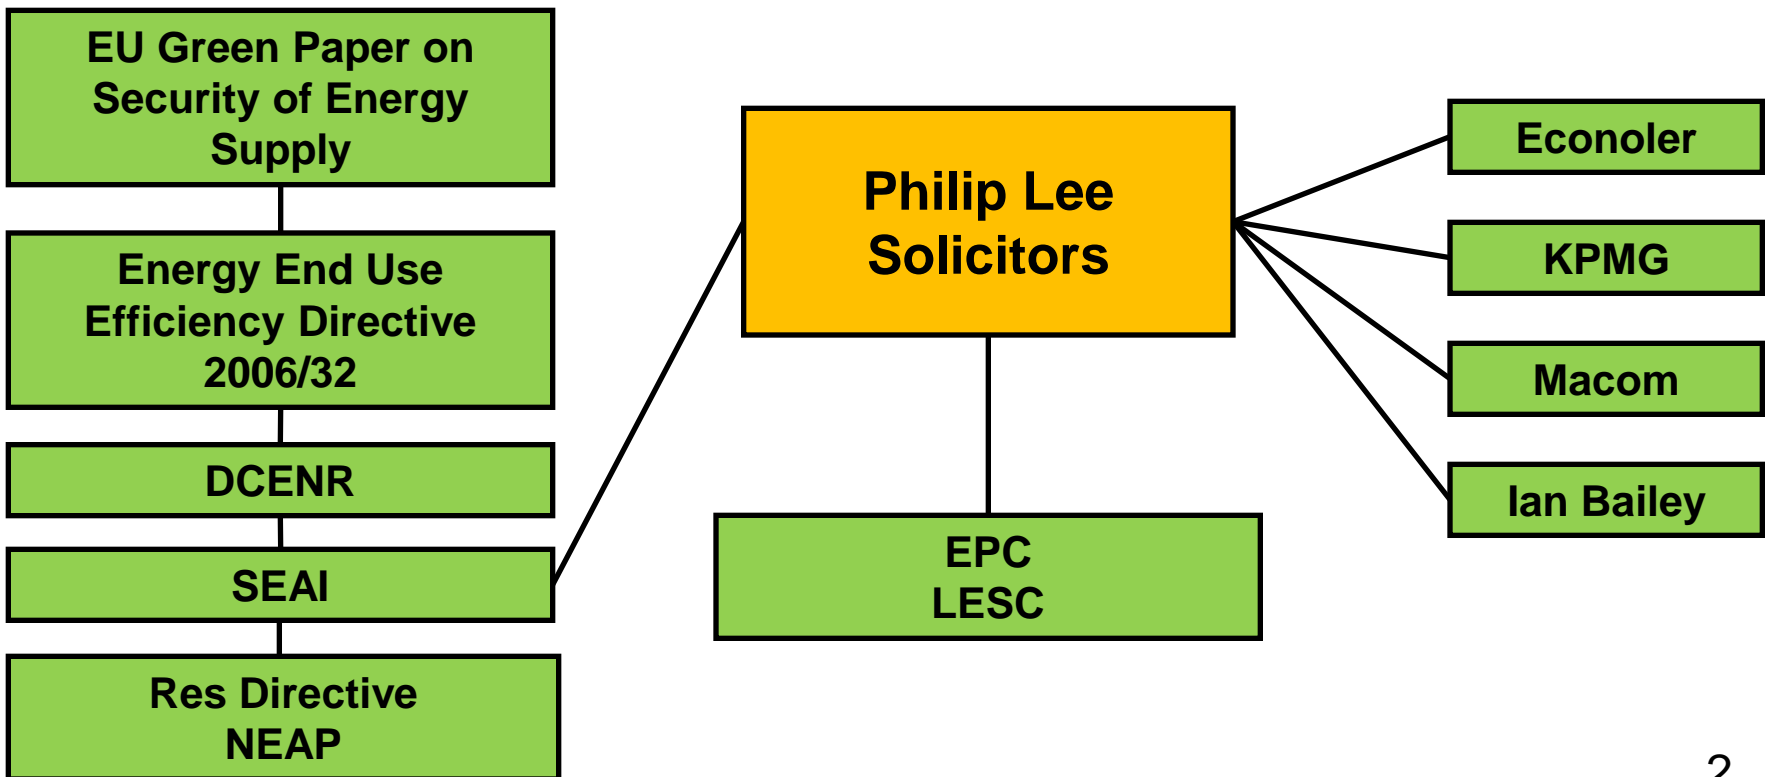 EU Green Paper on
Security of Energy
Supply
Energy End Use
Efficiency Directive
2006/32
DCENR
SEAI
Res Directive
NEAP
Philip Lee
Solicitors
EPC
LESC
Econoler
KPMG
Macom
Ian Bailey
2